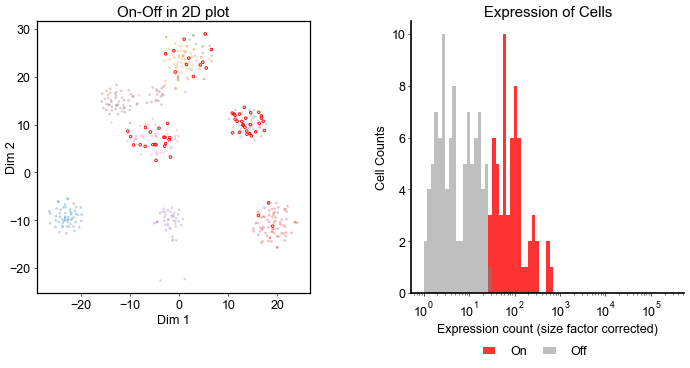 On-Off in 2D plot
30
20
10
0
−10
−20
Dim 2
−20 −10 0 10 20
Dim 1
Expression of Cells
10
8
6
4
2
0
Cell Counts
10⁰ 10¹ 10² 10³ 10⁴ 10⁵
Expression count (size factor corrected)
On Off